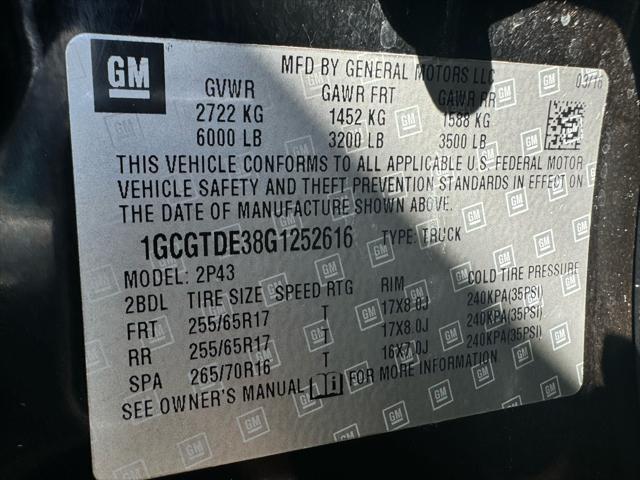 GM
MFD BY GENERAL MOTORS LLC
03/16
GVWR GAWR FRT GAWR RR
2722 KG 1452 KG 1588 KG
6000 LB 3200 LB 3500 LB
THIS VEHICLE CONFORMS TO ALL APPLICABLE U.S. FEDERAL MOTOR
VEHICLE SAFETY AND THEFT PREVENTION STANDARDS IN EFFECT ON
THE DATE OF MANUFACTURE SHOWN ABOVE.
1GCGTDE38G1252616 TYPE: TRUCK
MODEL: 2P43
2BDL TIRE SIZE SPEED RTG RIM COLD TIRE PRESSURE
FRT 255/65R17 T 17X8.0J 240KPA(35PSI)
RR 255/65R17 T 17X8.0J 240KPA(35PSI)
SPA 265/70R16 T 16X7.0J 240KPA(35PSI)
SEE OWNER'S MANUAL FOR MORE INFORMATION.